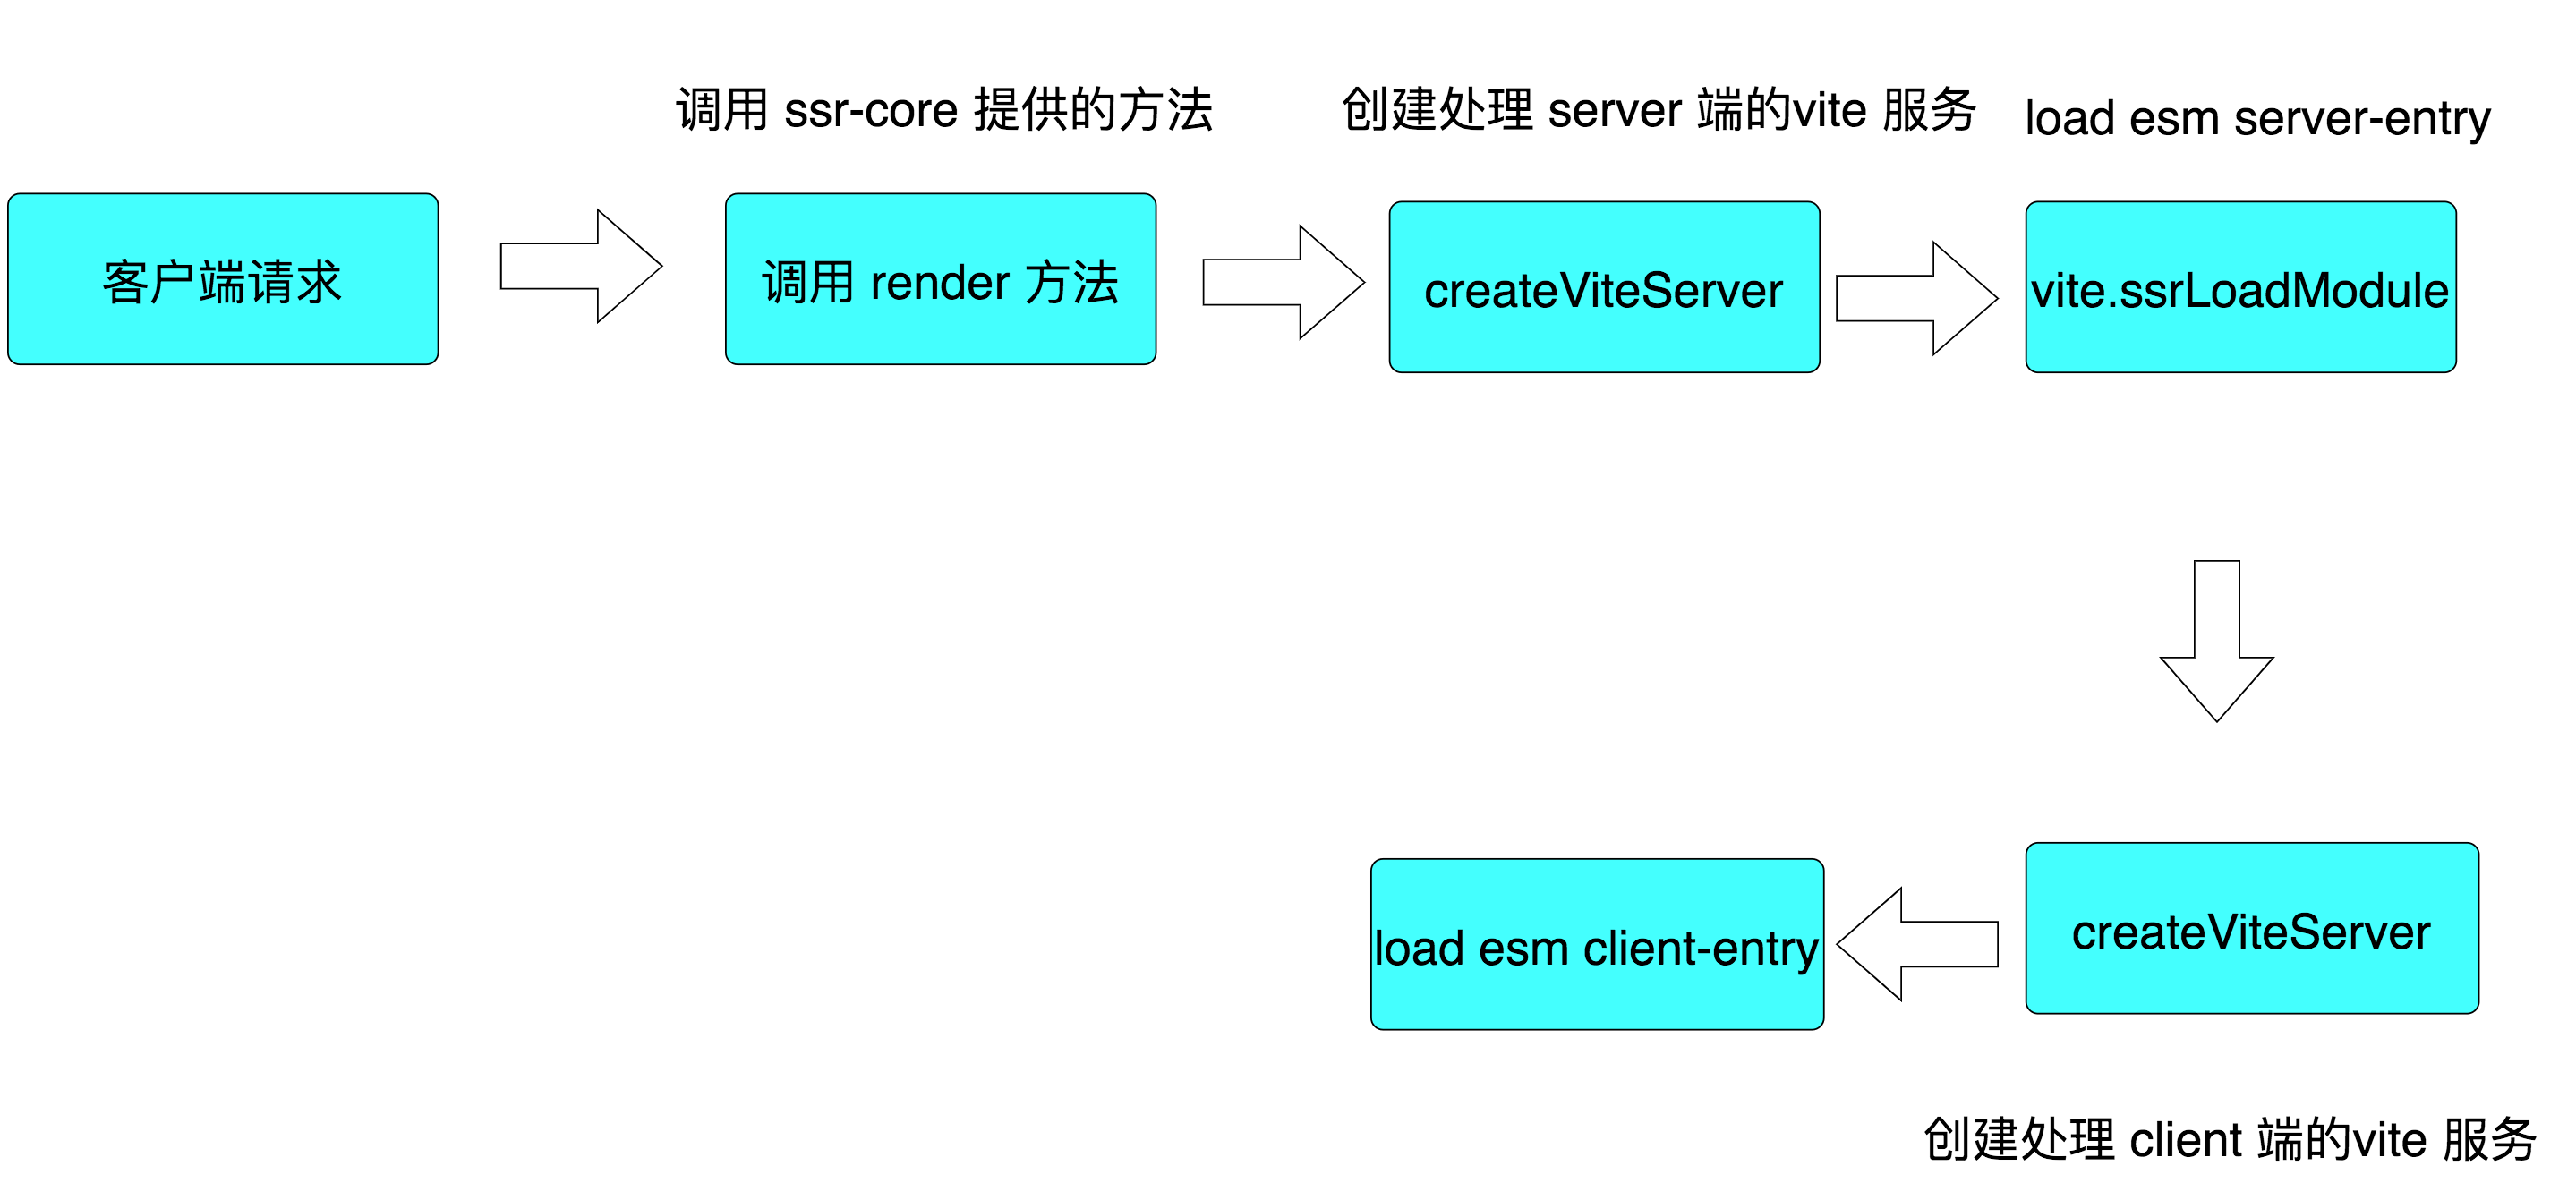 调用 ssr-core 提供的方法
创建处理 server 端的vite 服务
load esm server-entry
客户端请求
调用 render 方法
createViteServer
vite.ssrLoadModule
load esm client-entry
createViteServer
创建处理 client 端的vite 服务